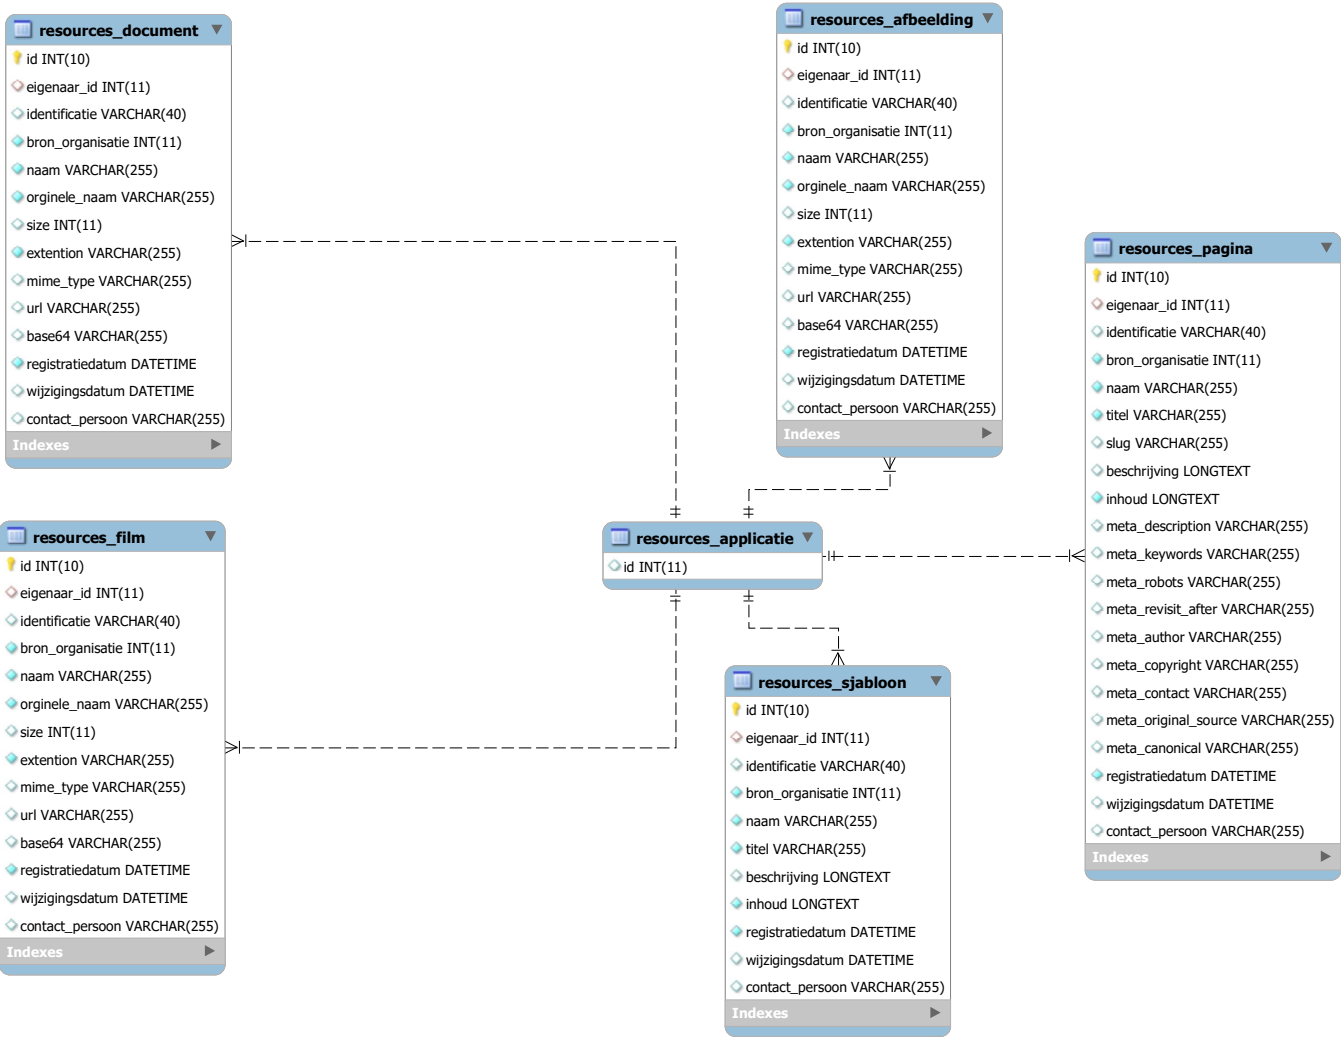 resources_document
id INT(10)
eigenaar_id INT(11)
identificatie VARCHAR(40)
bron_organisatie INT(11)
naam VARCHAR(255)
orginele_naam VARCHAR(255)
size INT(11)
extention VARCHAR(255)
mime_type VARCHAR(255)
url VARCHAR(255)
base64 VARCHAR(255)
registratiedatum DATETIME
wijzigingsdatum DATETIME
contact_persoon VARCHAR(255)
Indexes
resources_afbeelding
id INT(10)
eigenaar_id INT(11)
identificatie VARCHAR(40)
bron_organisatie INT(11)
naam VARCHAR(255)
orginele_naam VARCHAR(255)
size INT(11)
extention VARCHAR(255)
mime_type VARCHAR(255)
url VARCHAR(255)
base64 VARCHAR(255)
registratiedatum DATETIME
wijzigingsdatum DATETIME
contact_persoon VARCHAR(255)
Indexes
resources_pagina
id INT(10)
eigenaar_id INT(11)
identificatie VARCHAR(40)
bron_organisatie INT(11)
naam VARCHAR(255)
titel VARCHAR(255)
slug VARCHAR(255)
beschrijving LONGTEXT
inhoud LONGTEXT
meta_description VARCHAR(255)
meta_keywords VARCHAR(255)
meta_robots VARCHAR(255)
meta_revisit_after VARCHAR(255)
meta_author VARCHAR(255)
meta_copyright VARCHAR(255)
meta_contact VARCHAR(255)
meta_original_source VARCHAR(255)
meta_canonical VARCHAR(255)
registratiedatum DATETIME
wijzigingsdatum DATETIME
contact_persoon VARCHAR(255)
Indexes
resources_film
id INT(10)
eigenaar_id INT(11)
identificatie VARCHAR(40)
bron_organisatie INT(11)
naam VARCHAR(255)
orginele_naam VARCHAR(255)
size INT(11)
extention VARCHAR(255)
mime_type VARCHAR(255)
url VARCHAR(255)
base64 VARCHAR(255)
registratiedatum DATETIME
wijzigingsdatum DATETIME
contact_persoon VARCHAR(255)
Indexes
resources_applicatie
id INT(11)
resources_sjabloon
id INT(10)
eigenaar_id INT(11)
identificatie VARCHAR(40)
bron_organisatie INT(11)
naam VARCHAR(255)
titel VARCHAR(255)
beschrijving LONGTEXT
inhoud LONGTEXT
registratiedatum DATETIME
wijzigingsdatum DATETIME
contact_persoon VARCHAR(255)
Indexes